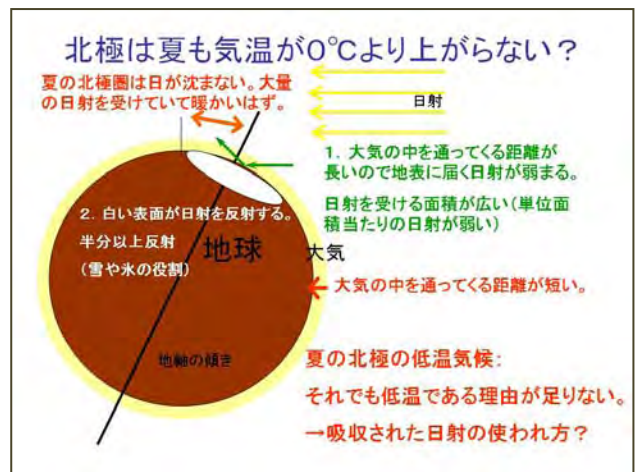 北極は夏も気温が0℃より上がらない？
夏の北極圏は日が沈まない。大量
の日射を受けていて暖かいはず。
日射
1. 大気の中を通ってくる距離が
長いので地表に届く日射が弱まる。
日射を受ける面積が広い(単位面
積当たりの日射が弱い)
2. 白い表面が日射を反射する。
半分以上反射
(雪や氷の役割)
地球
大気
大気の中を通ってくる距離が短い。
地軸の傾き
夏の北極の低温気候:
それでも低温である理由が足りない。
→吸収された日射の使われ方？